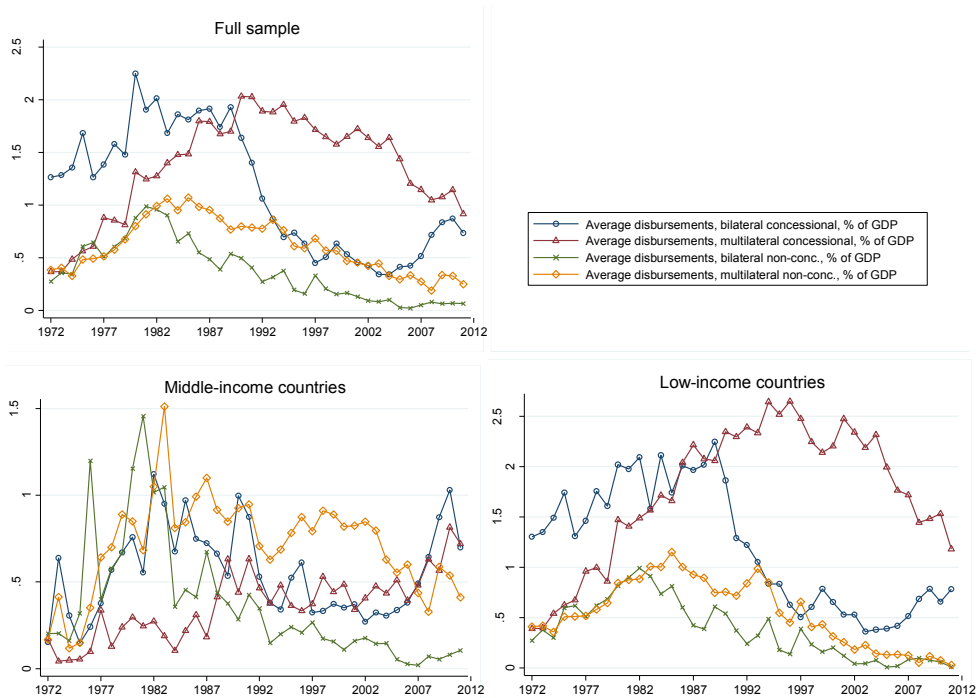 Full sample
2.5
2
1.5
1
.5
0
1972 1977 1982 1987 1992 1997 2002 2007 2012
Average disbursements, bilateral concessional, % of GDP
Average disbursements, multilateral concessional, % of GDP
Average disbursements, bilateral non-conc., % of GDP
Average disbursements, multilateral non-conc., % of GDP
Middle-income countries
1.5
1
.5
0
1972 1977 1982 1987 1992 1997 2002 2007 2012
Low-income countries
2.5
2
1.5
1
.5
0
1972 1977 1982 1987 1992 1997 2002 2007 2012